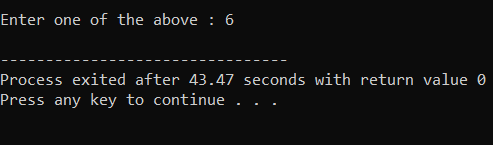 Enter one of the above : 6
--------------------------------
Process exited after 43.47 seconds with return value 0
Press any key to continue . . .